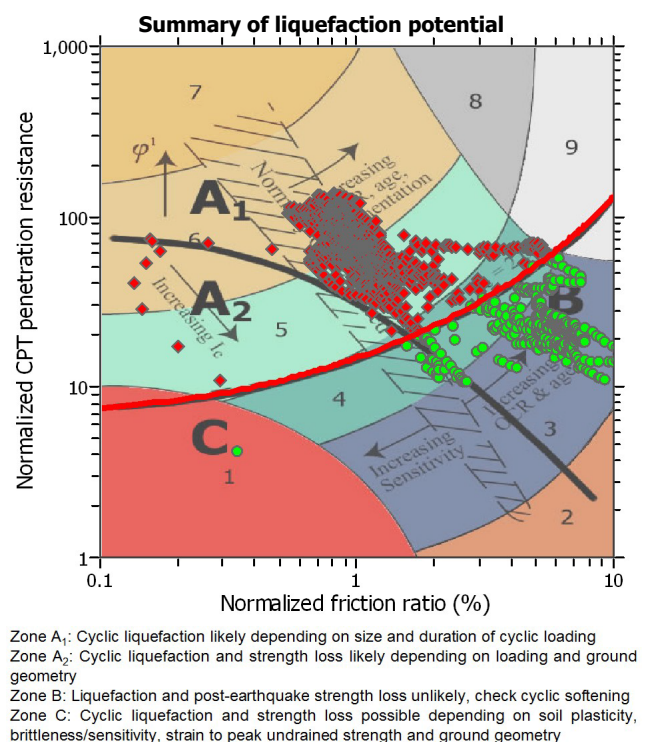 Summary of liquefaction potential
1,000
100
10
1
Normalized CPT penetration resistance
7
8
9
φ¹
A₁
6
A₂
Increasing Ic
5
B
4
Increasing
Sensitivity
Increasing
OCR & age
3
C
1
2
0.1
1
10
Normalized friction ratio (%)
Zone A₁: Cyclic liquefaction likely depending on size and duration of cyclic loading
Zone A₂: Cyclic liquefaction and strength loss likely depending on loading and ground
geometry
Zone B: Liquefaction and post-earthquake strength loss unlikely, check cyclic softening
Zone C: Cyclic liquefaction and strength loss possible depending on soil plasticity,
brittleness/sensitivity, strain to peak undrained strength and ground geometry